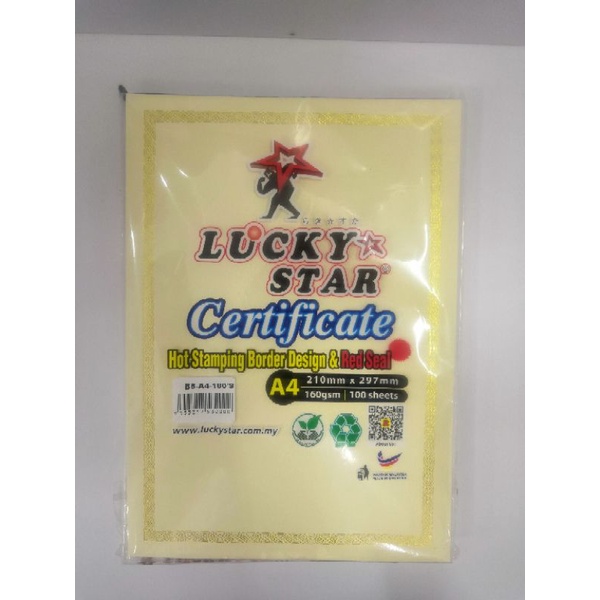 LUCKY STAR®
Certificate
Hot Stamping Border Design & Red Seal
A4
210mm x 297mm
160gsm | 100 sheets
www.luckystar.com.my